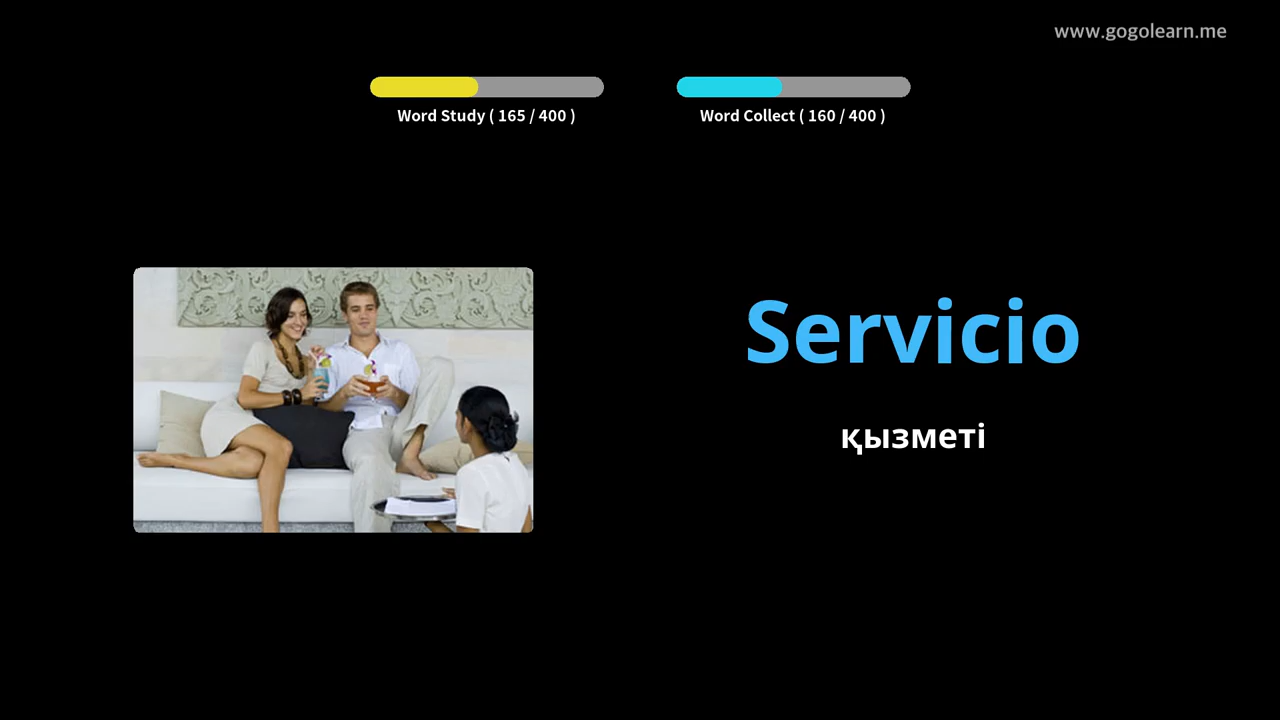 www.gogolearn.me
Word Study ( 165 / 400 )
Word Collect ( 160 / 400 )
Servicio
қызметі